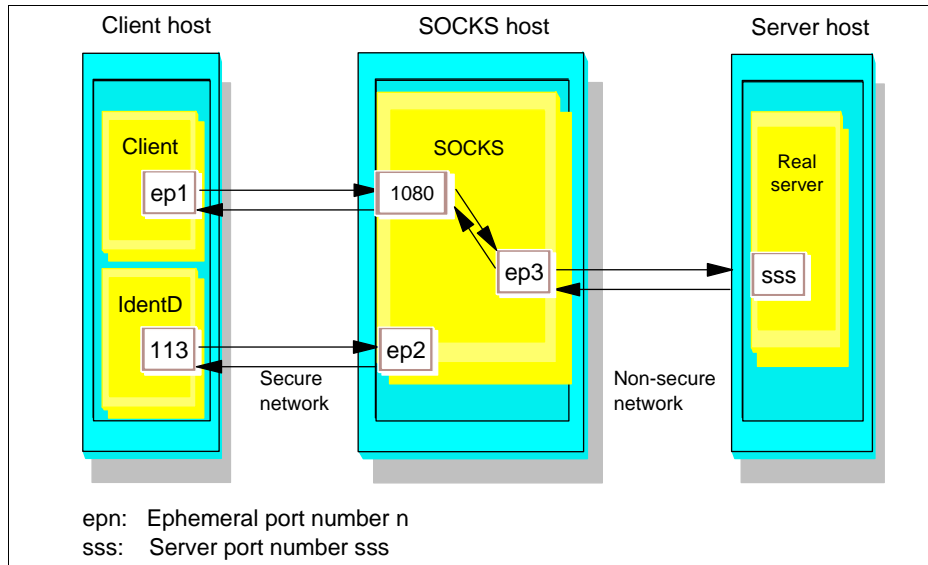 Client host
SOCKS host
Server host
Client
ep1
IdentD
113
SOCKS
1080
ep3
ep2
Real
server
sss
Secure
network
Non-secure
network
epn: Ephemeral port number n
sss: Server port number sss